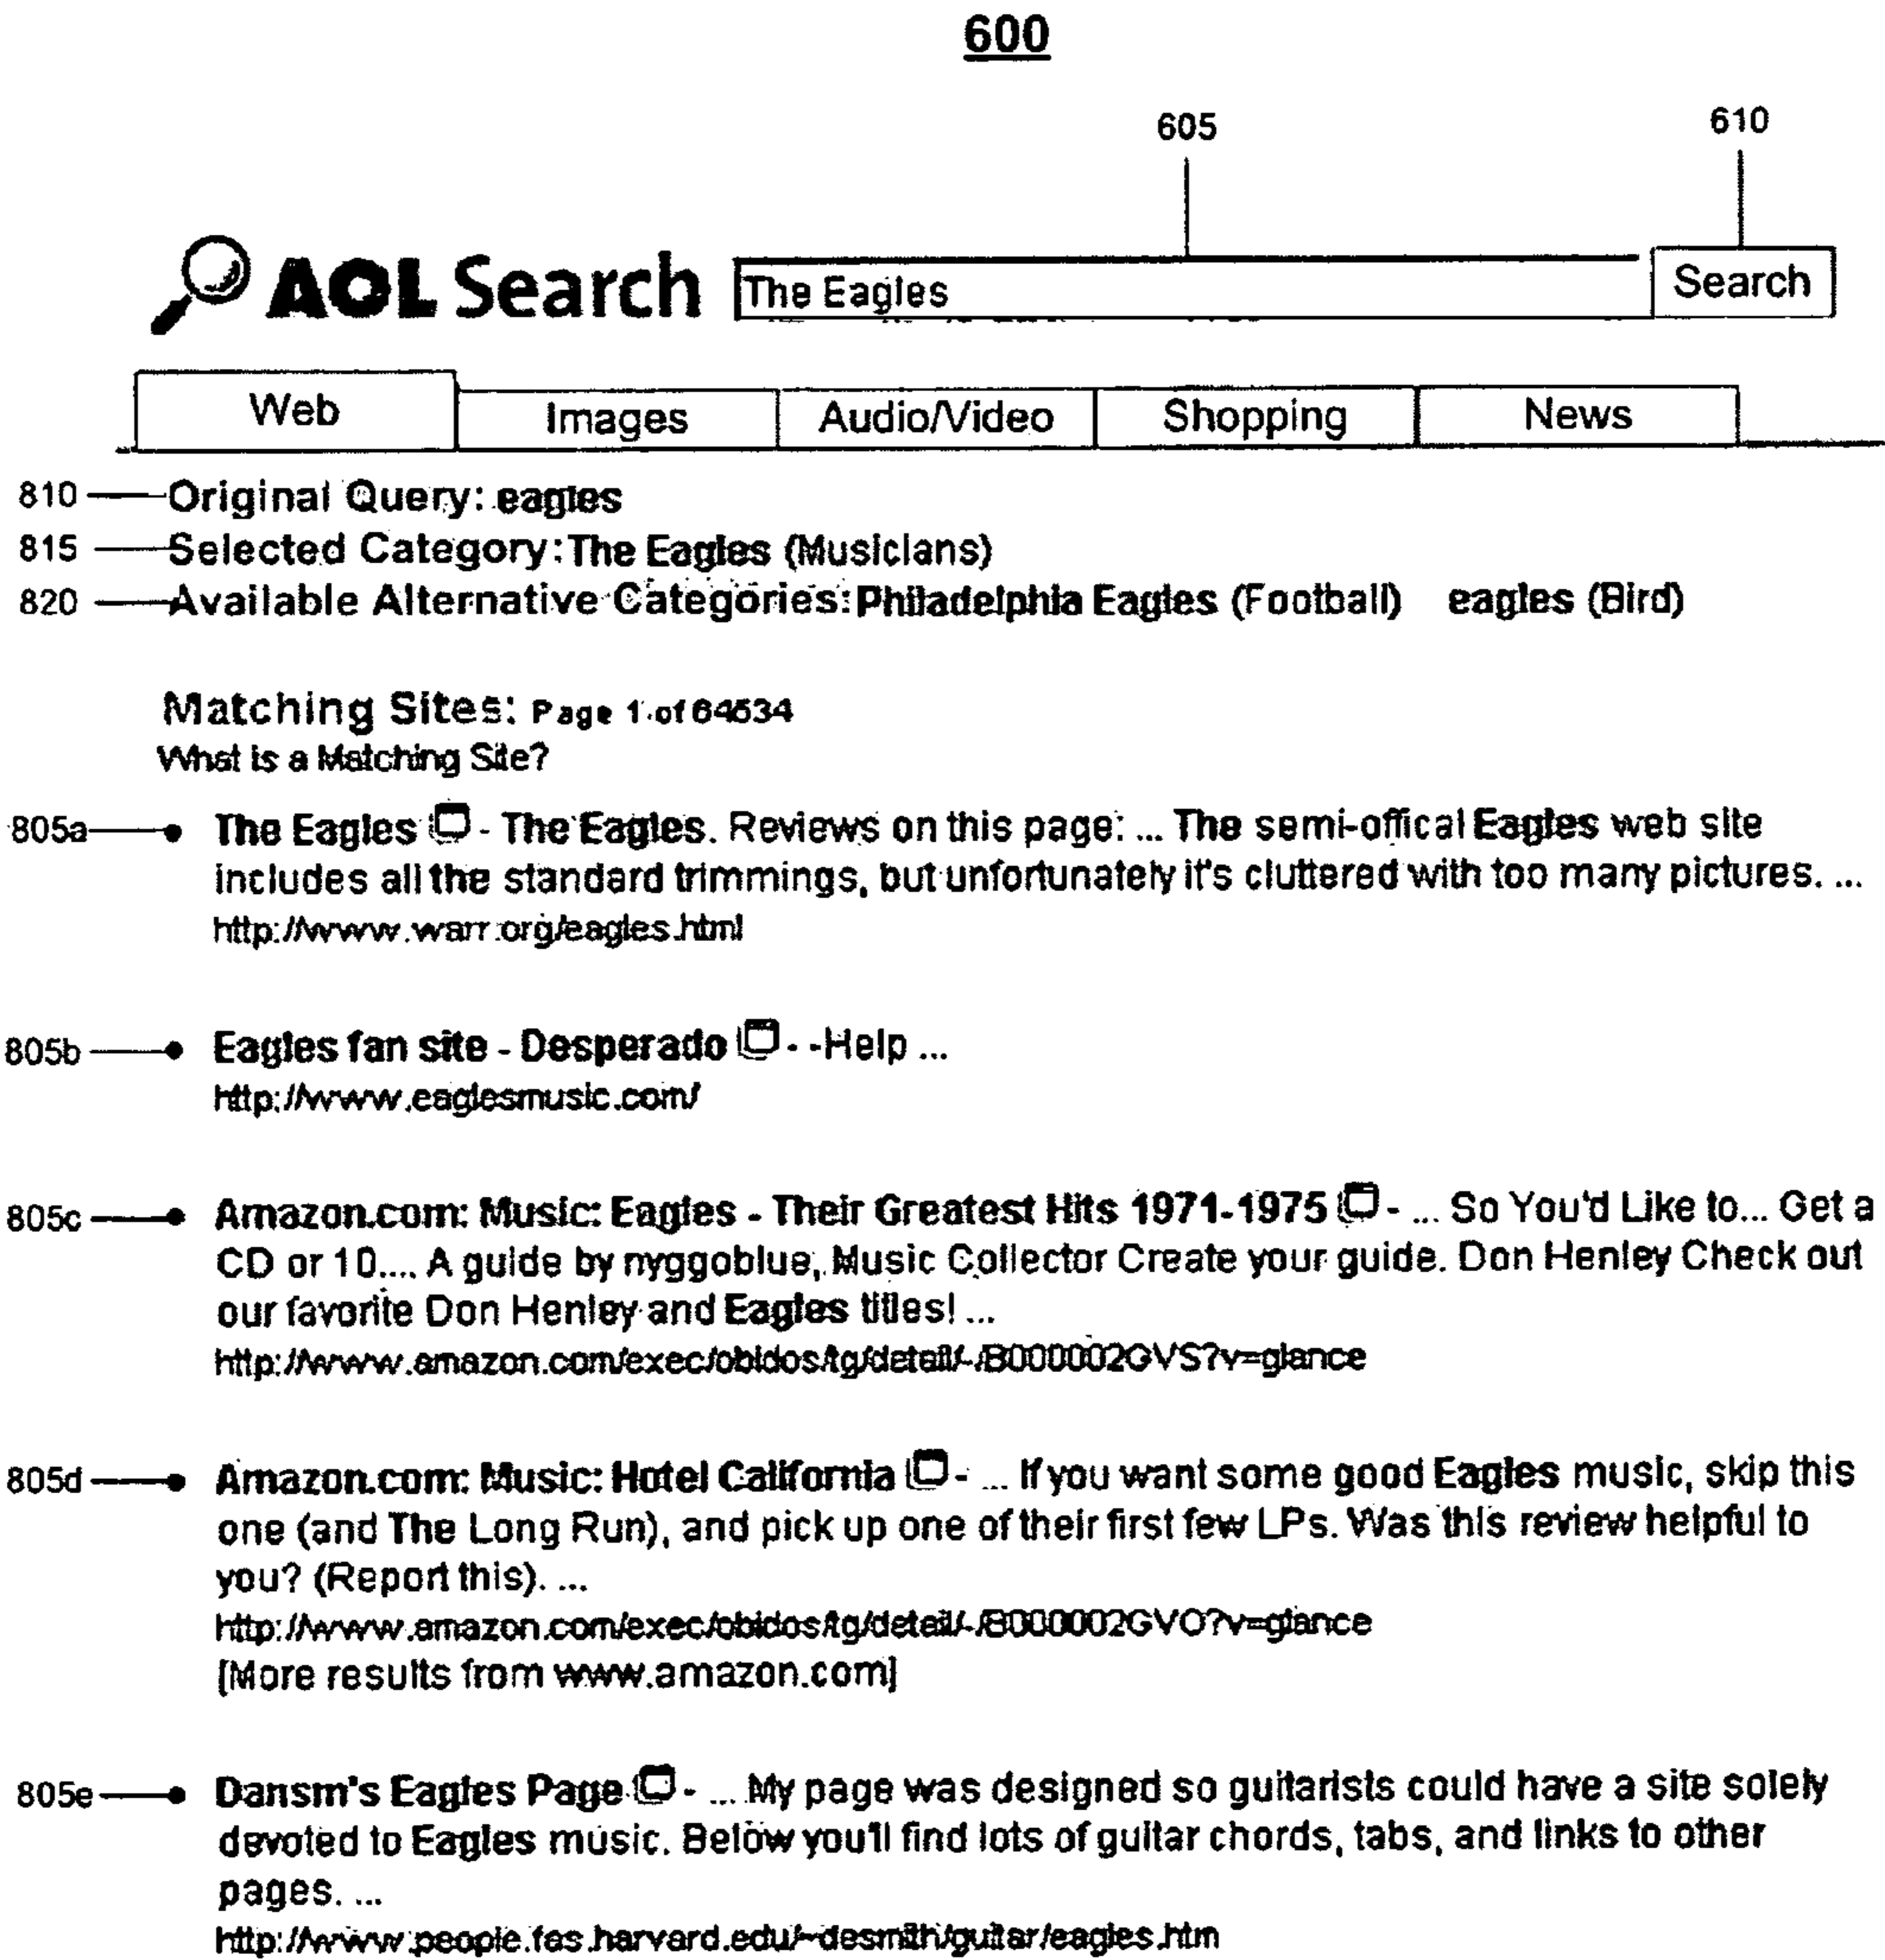 600
605 610
AOL Search The Eagles Search
Web Images Audio/Video Shopping News
810 Original Query: eagles
815 Selected Category: The Eagles (Musicians)
820 Available Alternative Categories: Philadelphia Eagles (Football) eagles (Bird)
Matching Sites: Page 1 of 64534
What is a Matching Site?
805a • The Eagles - The Eagles. Reviews on this page: ... The semi-offical Eagles web site
includes all the standard trimmings, but unfortunately it's cluttered with too many pictures. ...
http://www.warr.org/eagles.html
805b • Eagles fan site - Desperado - -Help ...
http://www.eaglesmusic.com/
805c • Amazon.com: Music: Eagles - Their Greatest Hits 1971-1975 - ... So You'd Like to... Get a
CD or 10.... A guide by nyggoblue, Music Collector Create your guide. Don Henley Check out
our favorite Don Henley and Eagles titles! ...
http://www.amazon.com/exec/obidos/tg/detail/-/B000002GVS?v=glance
805d • Amazon.com: Music: Hotel California - ... If you want some good Eagles music, skip this
one (and The Long Run), and pick up one of their first few LPs. Was this review helpful to
you? (Report this). ...
http://www.amazon.com/exec/obidos/tg/detail/-/B000002GVO?v=glance
[More results from www.amazon.com]
805e • Dansm's Eagles Page - ... My page was designed so guitarists could have a site solely
devoted to Eagles music. Below you'll find lots of guitar chords, tabs, and links to other
pages. ...
http://www.people.fas.harvard.edu/~desmith/guitar/eagles.htm